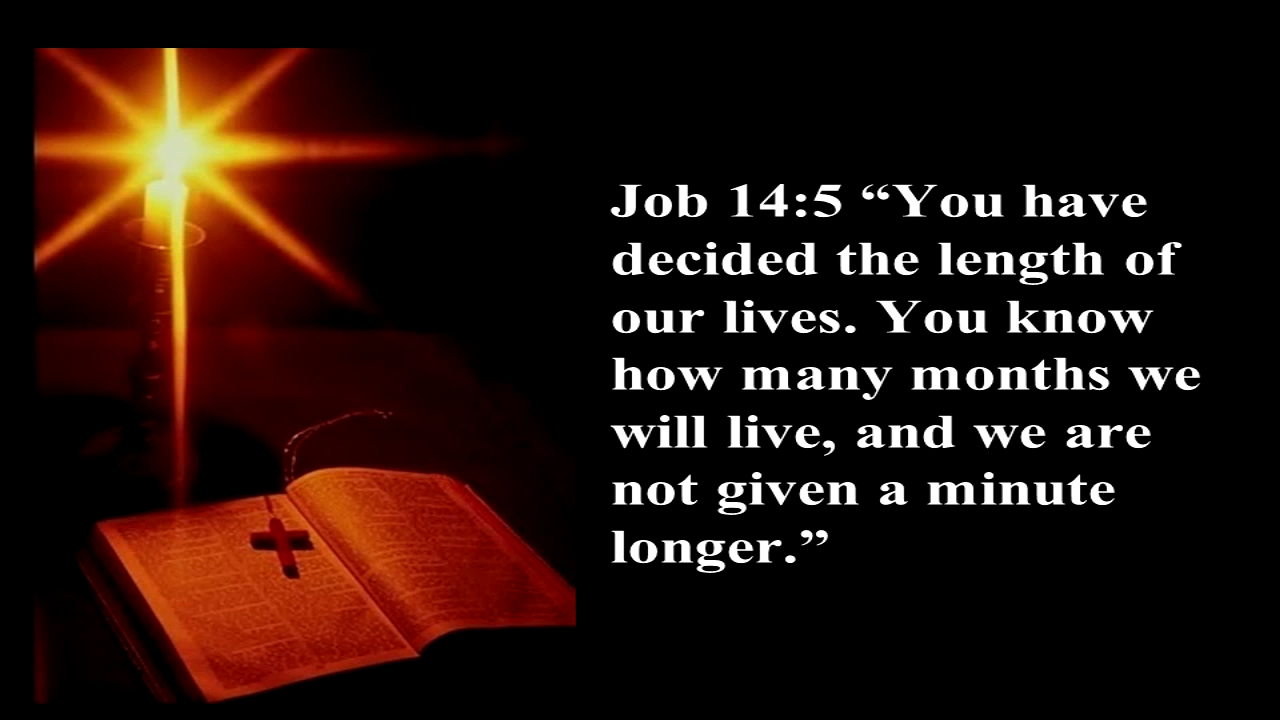 Job 14:5 “You have
decided the length of
our lives. You know
how many months we
will live, and we are
not given a minute
longer.”